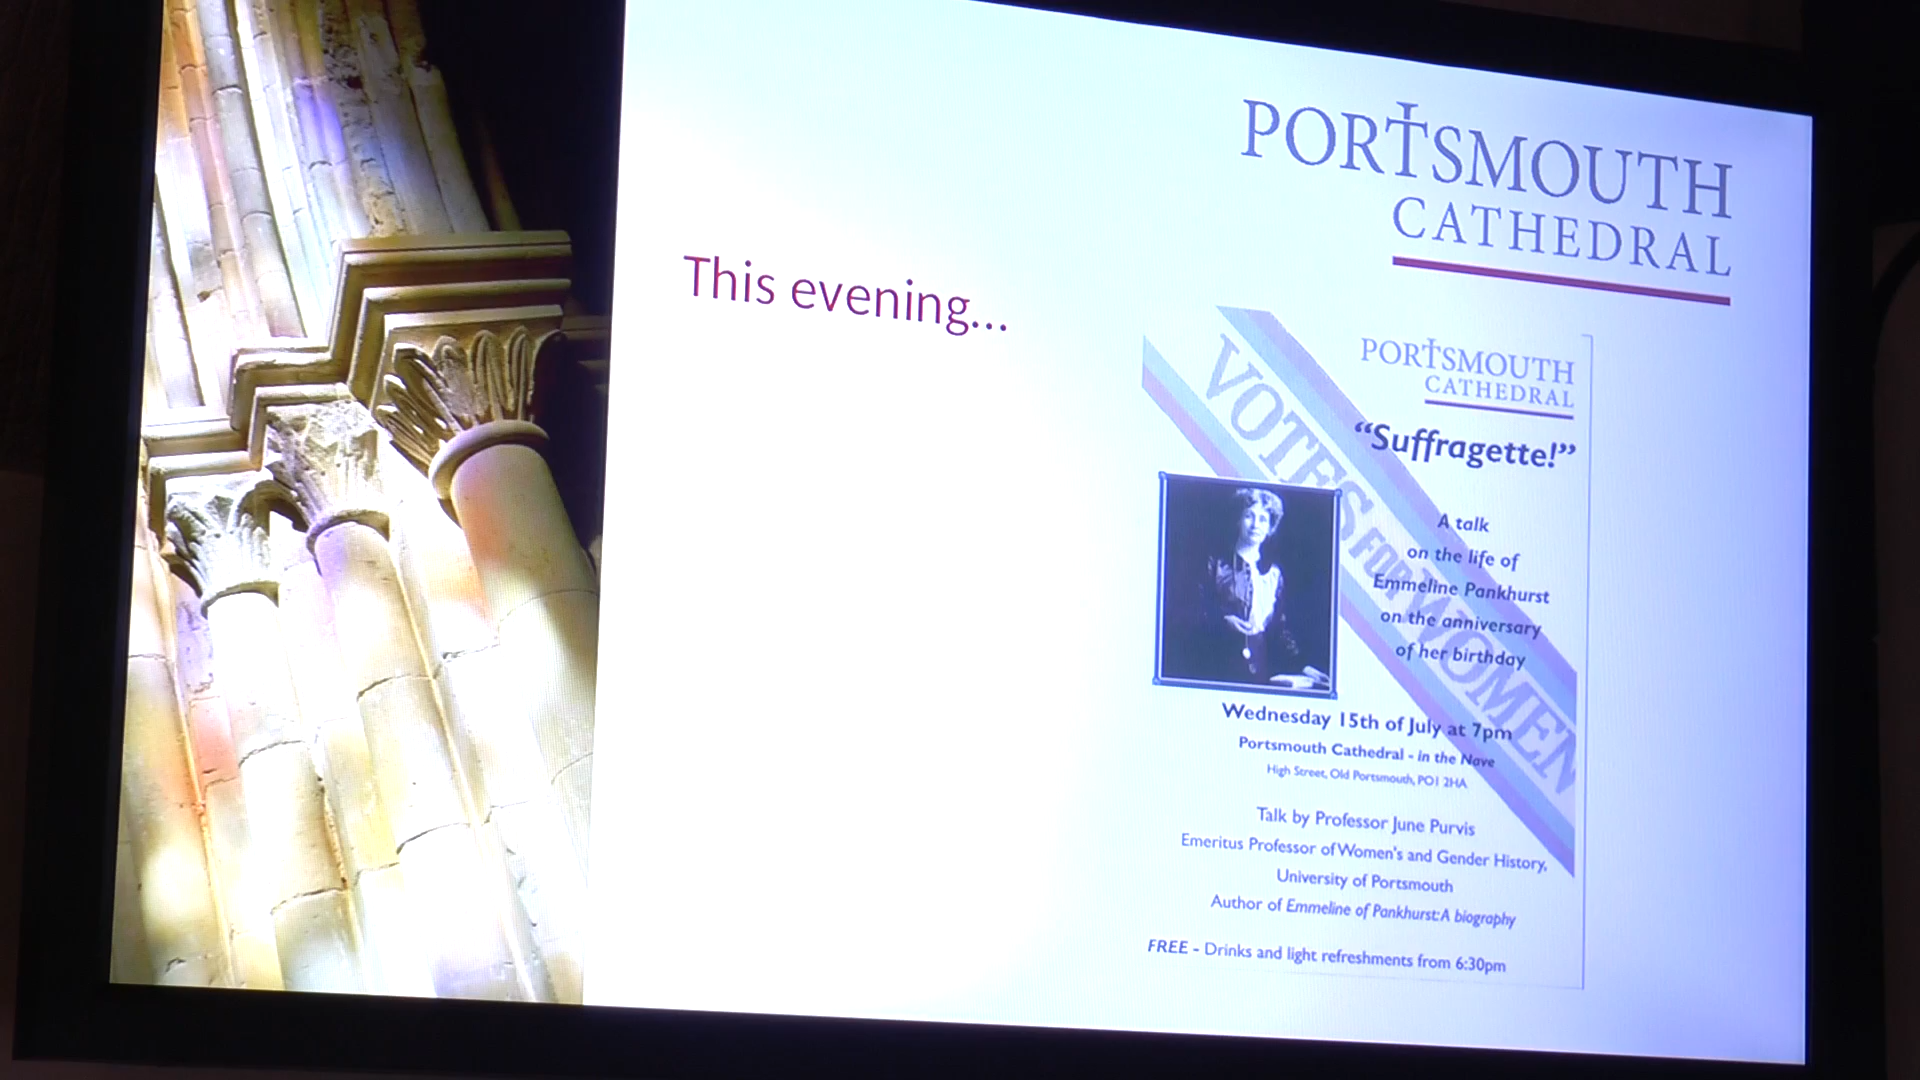 PORTSMOUTH
CATHEDRAL
This evening...
PORTSMOUTH
CATHEDRAL
VOTES FOR WOMEN
“Suffragette!”
A talk
on the life of
Emmeline Pankhurst
on the anniversary
of her birthday
Wednesday 15th of July at 7pm
Portsmouth Cathedral - in the Nave
High Street, Old Portsmouth, PO1 2HA
Talk by Professor June Purvis
Emeritus Professor of Women's and Gender History,
University of Portsmouth
Author of Emmeline of Pankhurst: A biography
FREE - Drinks and light refreshments from 6:30pm